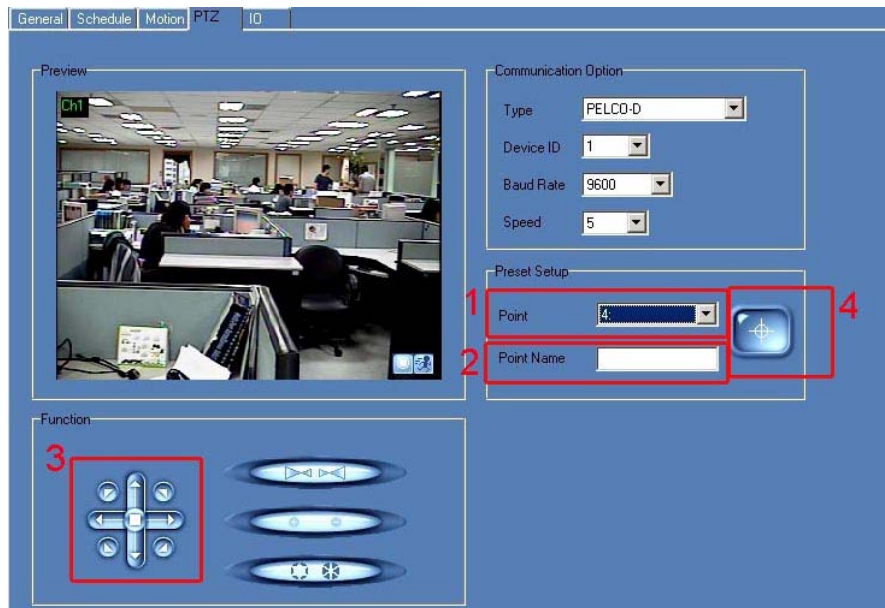 General Schedule Motion PTZ IO
Preview
Ch1
Communication Option
Type PELCO-D
Device ID 1
Baud Rate 9600
Speed 5
Preset Setup
1 Point 4: 4
2 Point Name
Function
3